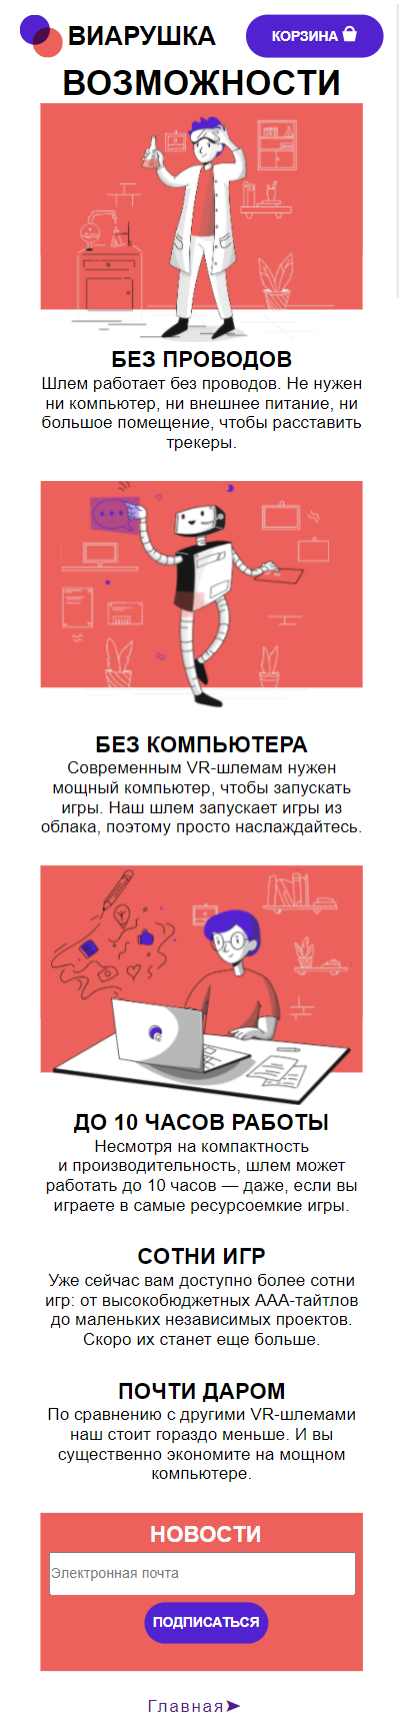 ВИАРУШКА
КОРЗИНА
ВОЗМОЖНОСТИ
БЕЗ ПРОВОДОВ
Шлем работает без проводов. Не нужен
ни компьютер, ни внешнее питание, ни
большое помещение, чтобы расставить
трекеры.
БЕЗ КОМПЬЮТЕРА
Современным VR-шлемам нужен
мощный компьютер, чтобы запускать
игры. Наш шлем запускает игры из
облака, поэтому просто наслаждайтесь.
ДО 10 ЧАСОВ РАБОТЫ
Несмотря на компактность
и производительность, шлем может
работать до 10 часов — даже, если вы
играете в самые ресурсоемкие игры.
СОТНИ ИГР
Уже сейчас вам доступно более сотни
игр: от высокобюджетных ААА-тайтлов
до маленьких независимых проектов.
Скоро их станет еще больше.
ПОЧТИ ДАРОМ
По сравнению с другими VR-шлемами
наш стоит гораздо меньше. И вы
существенно экономите на мощном
компьютере.
НОВОСТИ
Электронная почта
ПОДПИСАТЬСЯ
Главная➤